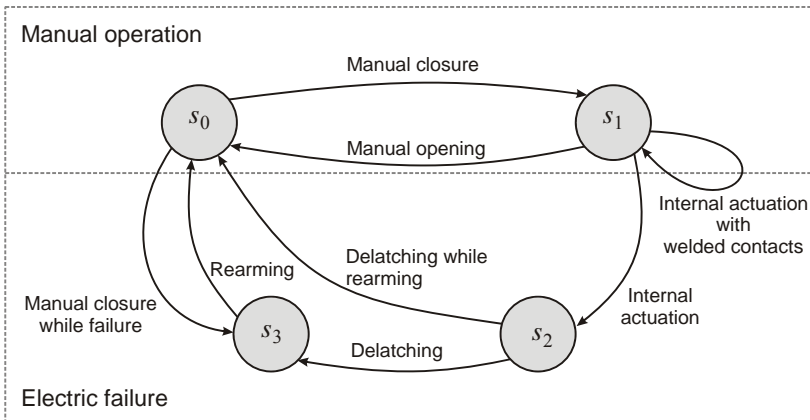 Manual operation
Manual closure
s0
s1
Manual opening
Internal actuation
with
welded contacts
Delatching while
rearming
Rearming
Internal
actuation
Manual closure
while failure
s3
s2
Delatching
Electric failure